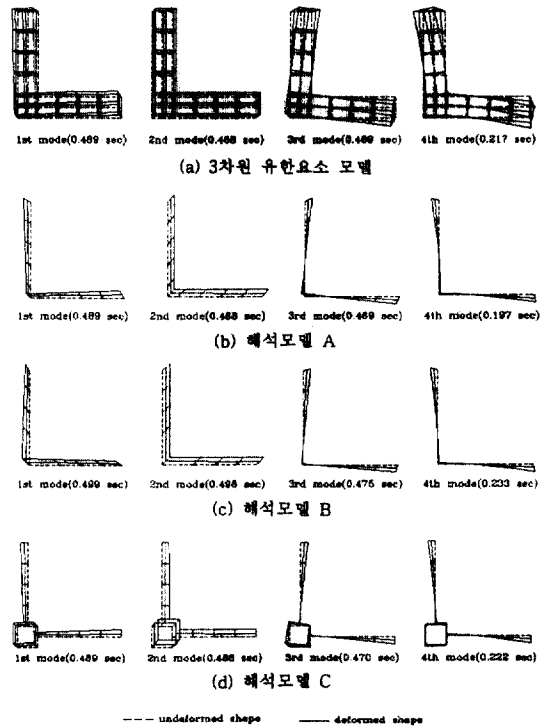 1st mode(0.489 sec) 2nd mode(0.488 sec) 3rd mode(0.469 sec) 4th mode(0.217 sec)
(a) 3차원 유한요소 모델
1st mode(0.489 sec) 2nd mode(0.488 sec) 3rd mode(0.469 sec) 4th mode(0.197 sec)
(b) 해석모델 A
1st mode(0.499 sec) 2nd mode(0.498 sec) 3rd mode(0.475 sec) 4th mode(0.233 sec)
(c) 해석모델 B
1st mode(0.489 sec) 2nd mode(0.488 sec) 3rd mode(0.470 sec) 4th mode(0.222 sec)
(d) 해석모델 C
undeformed shape deformed shape